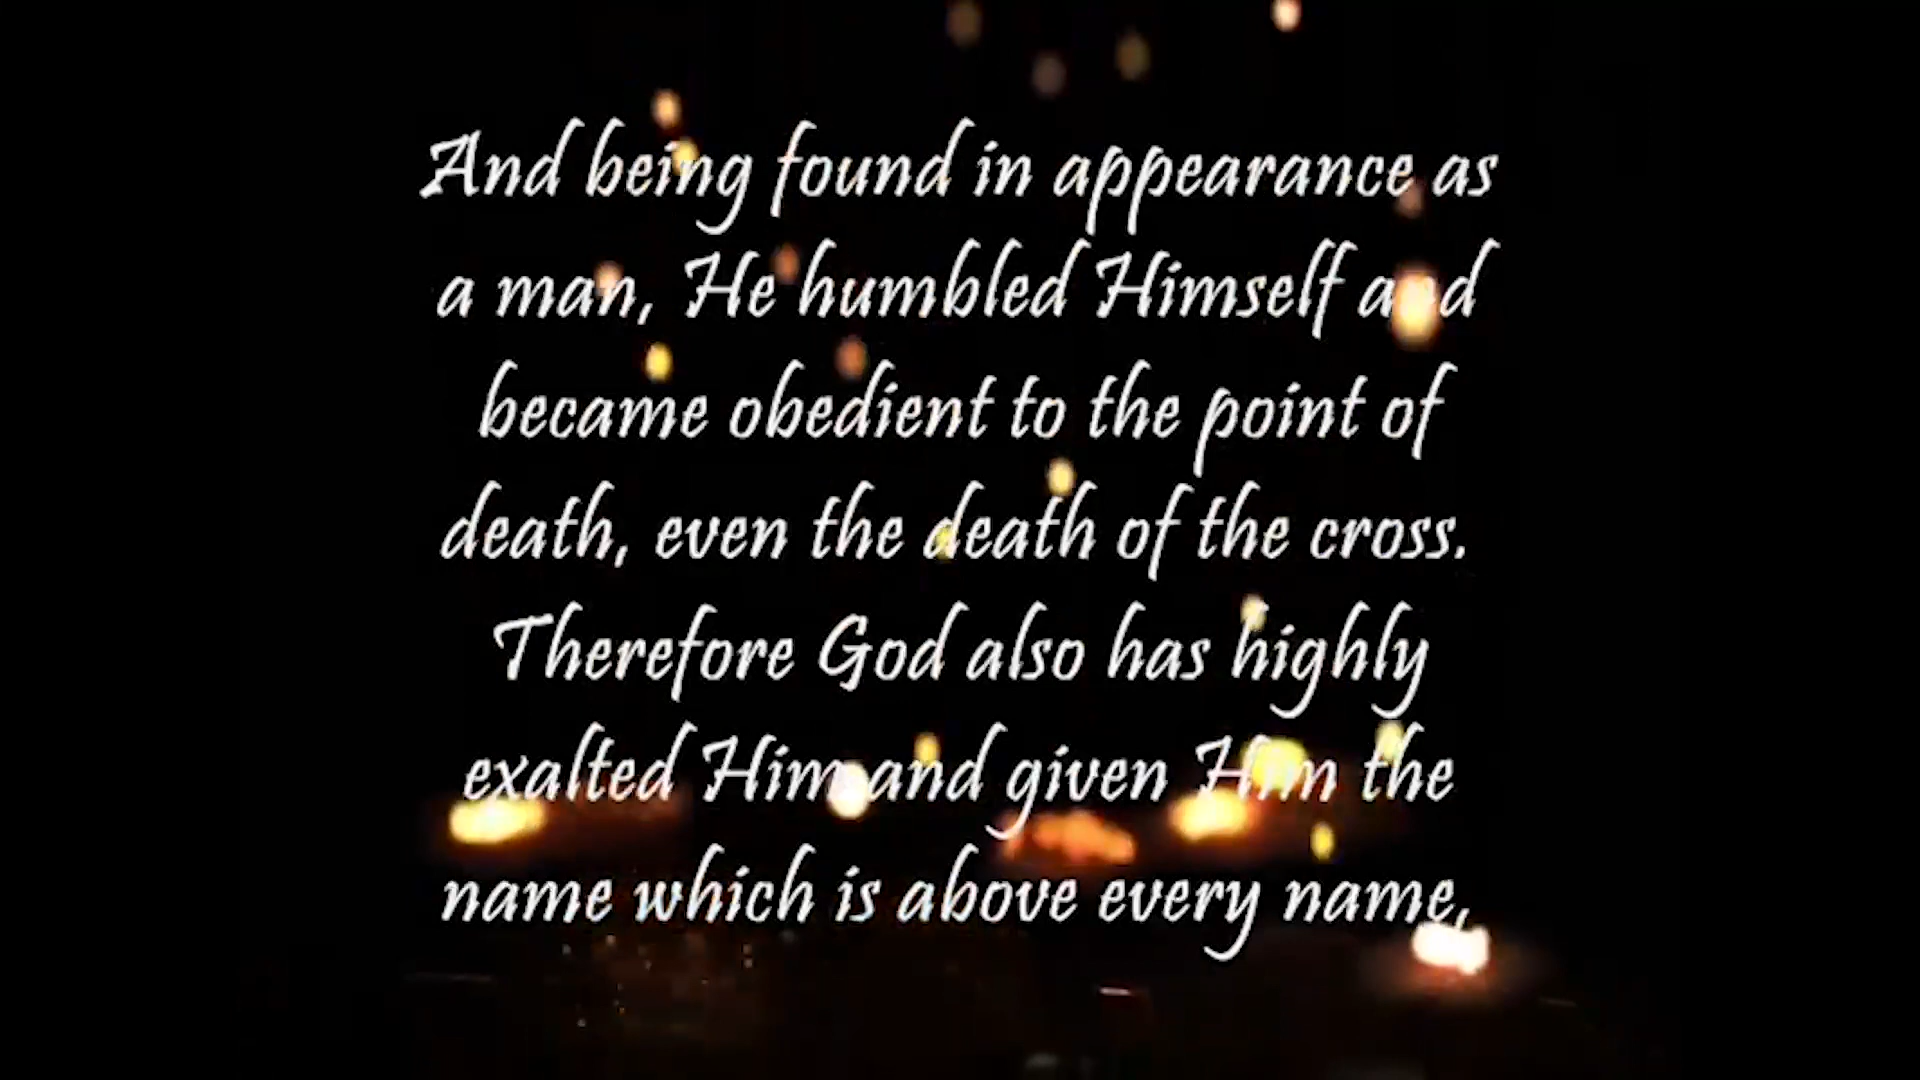 And being found in appearance as
a man, He humbled Himself and
became obedient to the point of
death, even the death of the cross.
Therefore God also has highly
exalted Him and given Him the
name which is above every name,